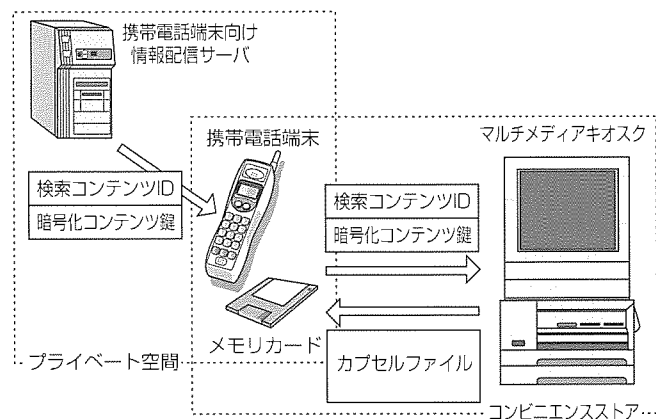 携帯電話端末向け
情報配信サーバ
携帯電話端末
マルチメディアキオスク
検索コンテンツID
暗号化コンテンツ鍵
検索コンテンツID
暗号化コンテンツ鍵
メモリカード
カプセルファイル
プライベート空間
コンビニエンスストア